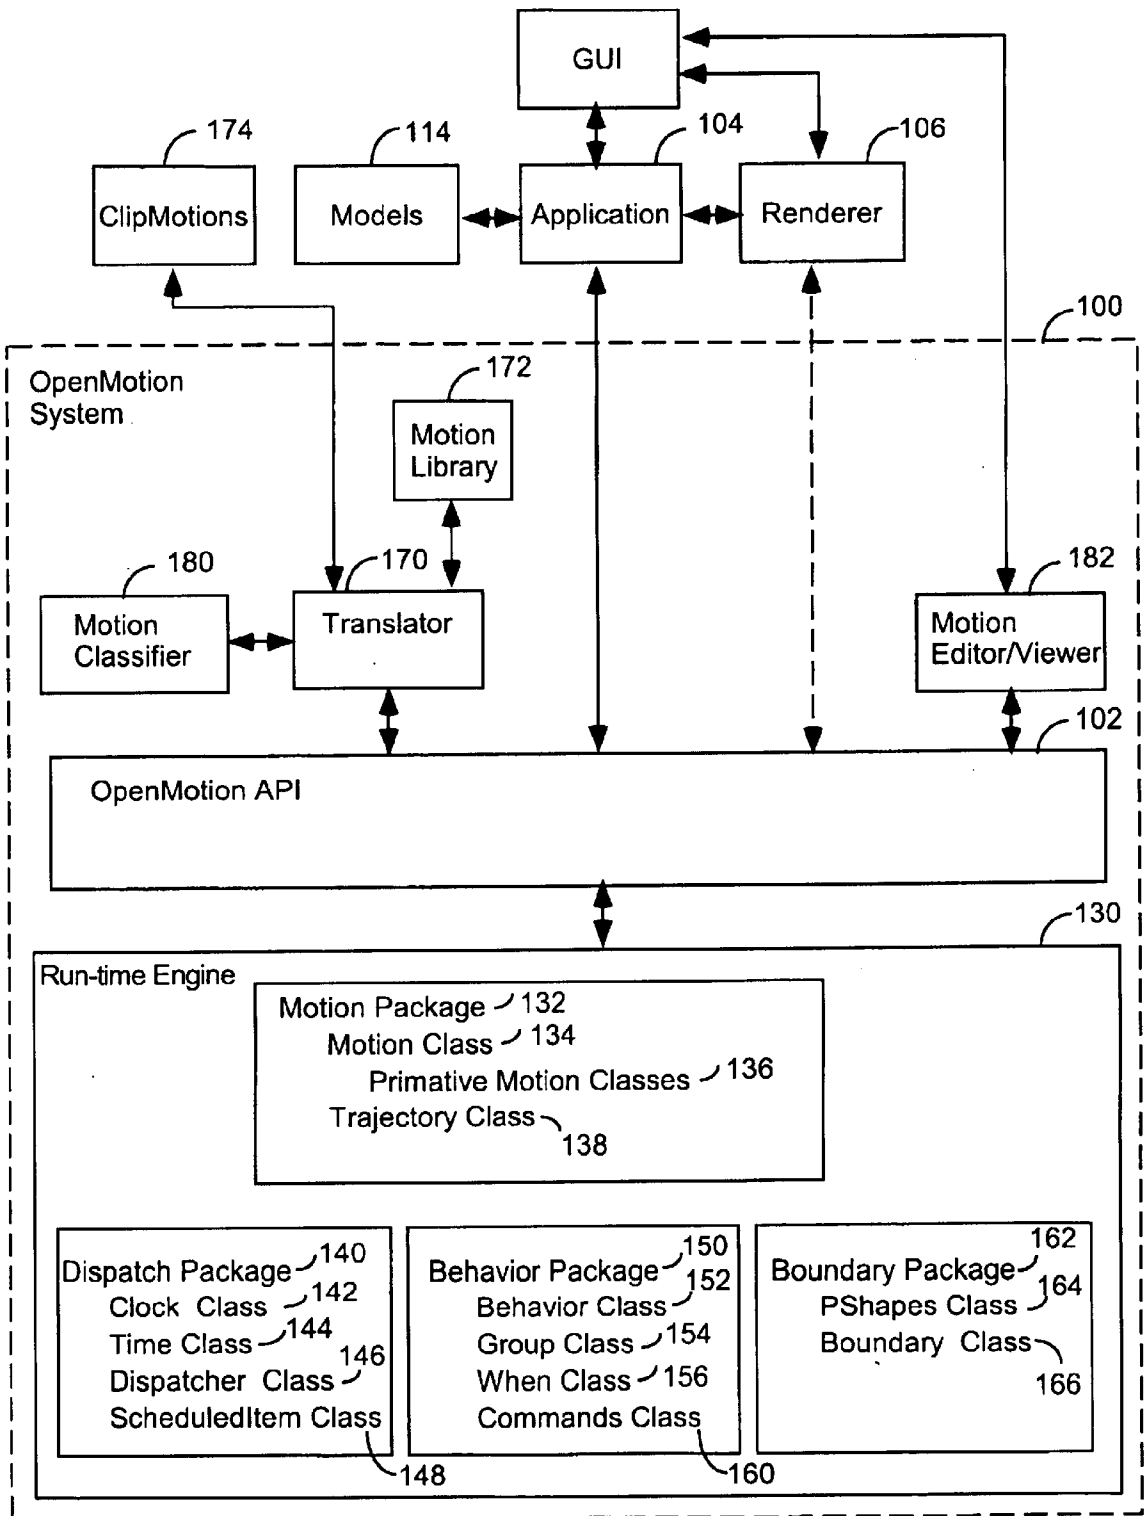 GUI
174
114
104
106
ClipMotions
Models
Application
Renderer
100
OpenMotion
System
172
Motion
Library
180
170
182
Motion
Classifier
Translator
Motion
Editor/Viewer
102
OpenMotion API
130
Run-time Engine
Motion Package 132
Motion Class 134
Primative Motion Classes 136
Trajectory Class
138
Dispatch Package 140
Clock Class 142
Time Class 144
Dispatcher Class 146
ScheduledItem Class
148
Behavior Package 150
Behavior Class 152
Group Class 154
When Class 156
Commands Class
160
Boundary Package 162
PShapes Class 164
Boundary Class
166